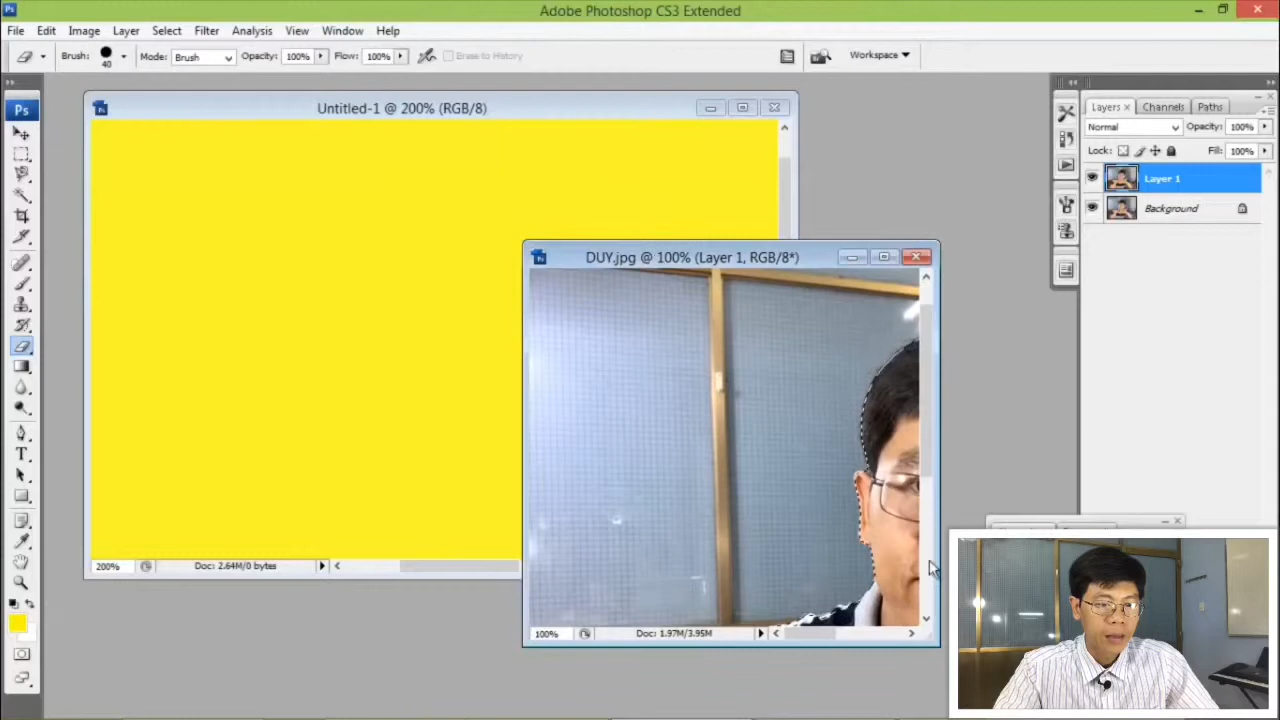 Ps Adobe Photoshop CS3 Extended
File Edit Image Layer Select Filter Analysis View Window Help
Brush: 40 Mode: Brush Opacity: 100% Flow: 100% Erase to History Workspace
Ps
Untitled-1 @ 200% (RGB/8)
Layers × Channels Paths
Normal Opacity: 100%
Lock: Fill: 100%
Layer 1
Background
DUY.jpg @ 100% (Layer 1, RGB/8*)
T
200% Doc: 2.64M/0 bytes
100% Doc: 1.97M/3.95M